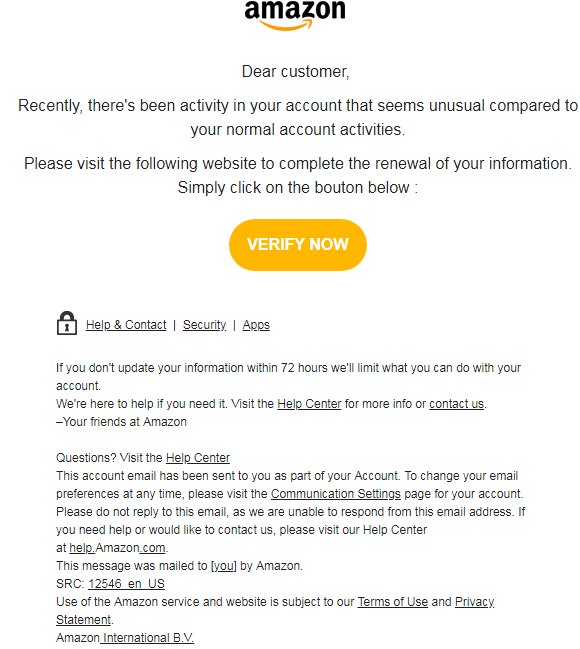 amazon
Dear customer,
Recently, there's been activity in your account that seems unusual compared to
your normal account activities.
Please visit the following website to complete the renewal of your information.
Simply click on the bouton below :
VERIFY NOW
Help & Contact | Security | Apps
If you don't update your information within 72 hours we'll limit what you can do with your
account.
We're here to help if you need it. Visit the Help Center for more info or contact us.
–Your friends at Amazon
Questions? Visit the Help Center
This account email has been sent to you as part of your Account. To change your email
preferences at any time, please visit the Communication Settings page for your account.
Please do not reply to this email, as we are unable to respond from this email address. If
you need help or would like to contact us, please visit our Help Center
at help.Amazon.com.
This message was mailed to [you] by Amazon.
SRC: 12546_en_US
Use of the Amazon service and website is subject to our Terms of Use and Privacy
Statement.
Amazon International B.V.